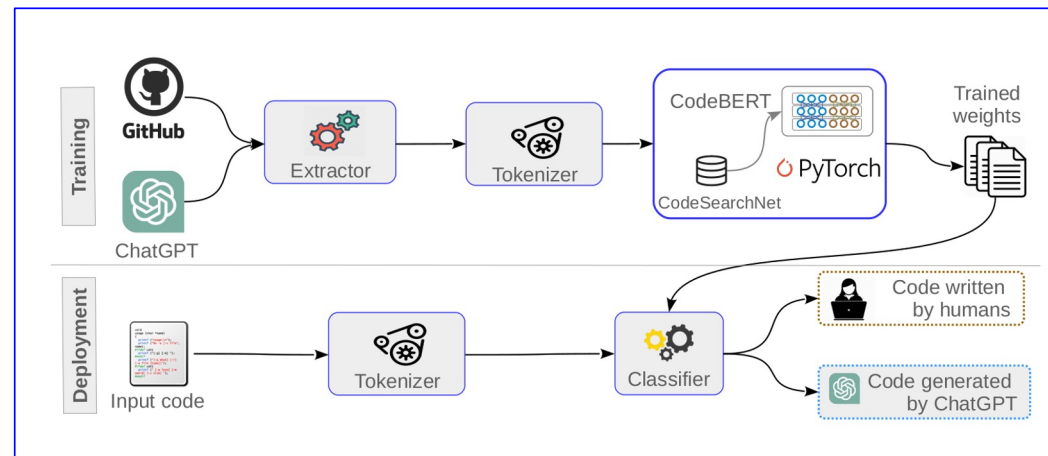 Training
GitHub
ChatGPT
Extractor
Tokenizer
CodeBERT
CodeSearchNet
PyTorch
Trained
weights
Deployment
Input code
Tokenizer
Classifier
Code written
by humans
Code generated
by ChatGPT